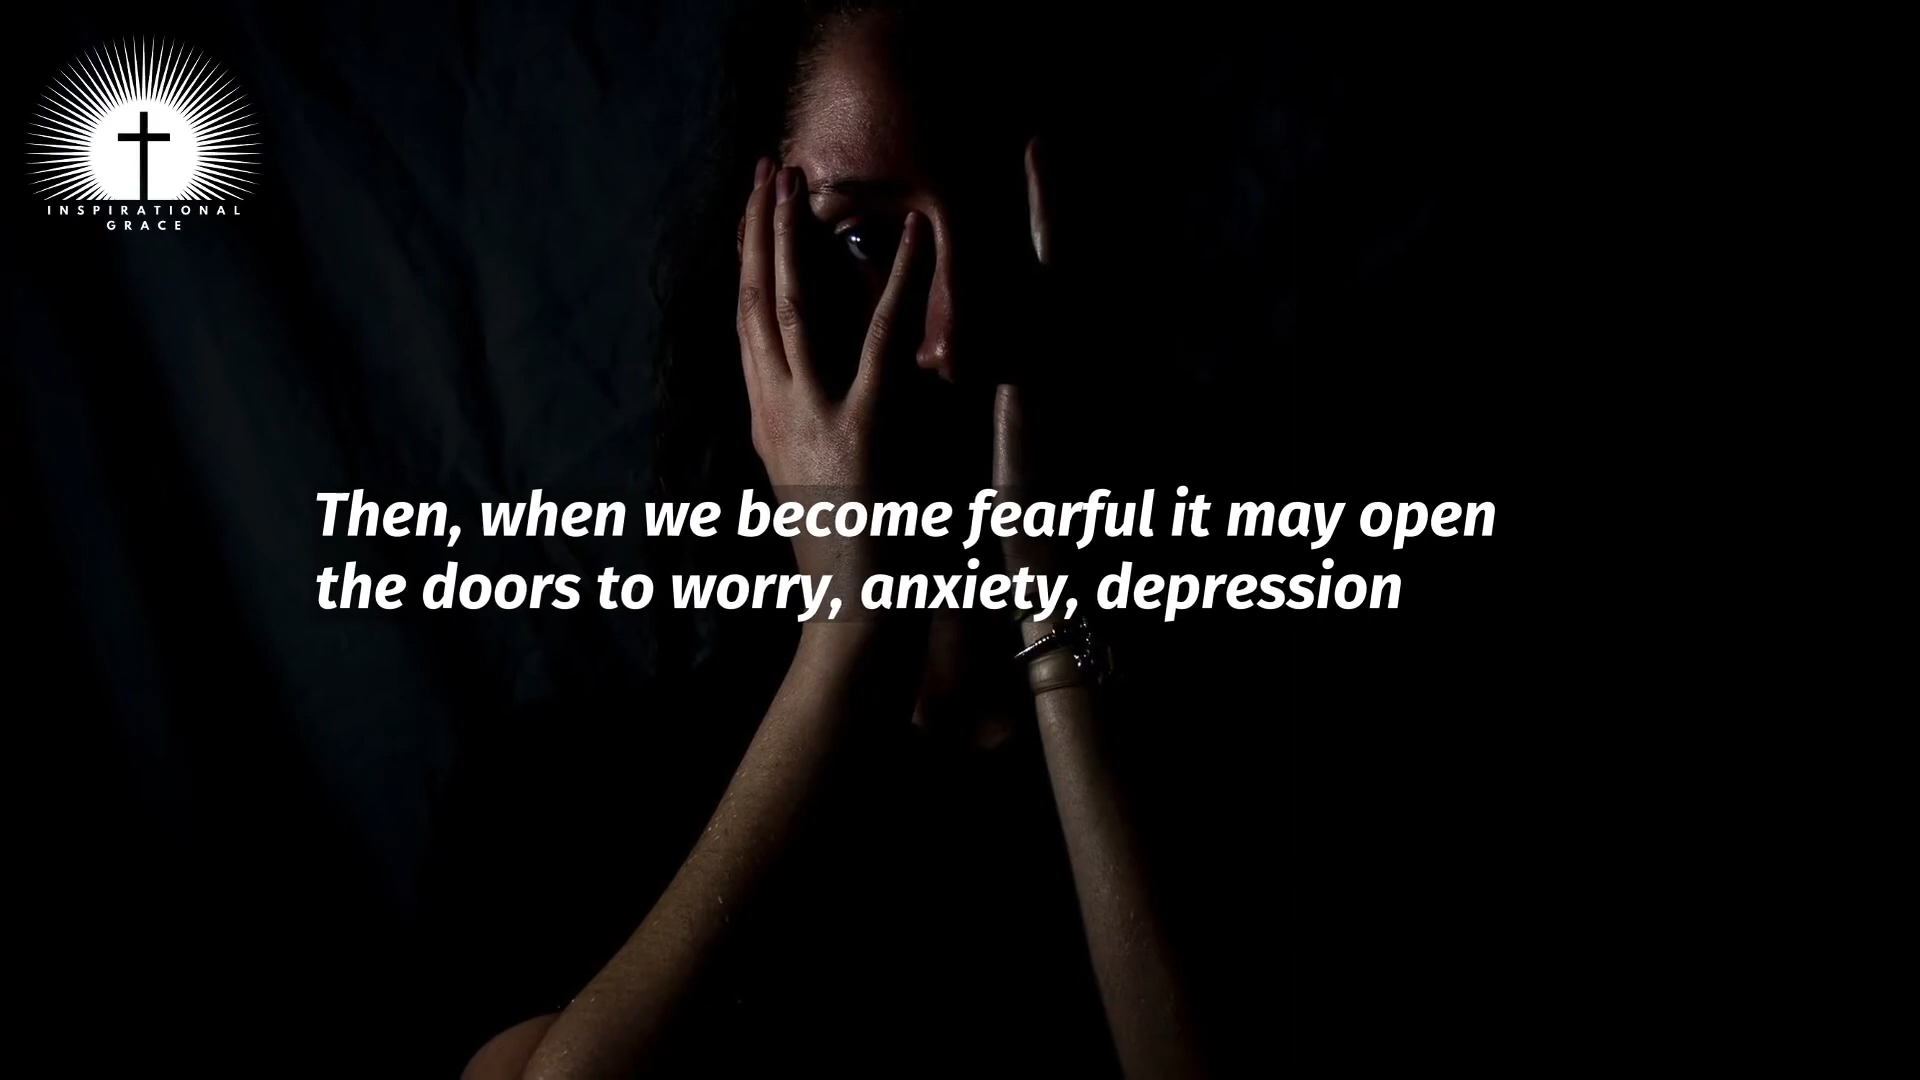 INSPIRATIONAL
GRACE
Then, when we become fearful it may open
the doors to worry, anxiety, depression